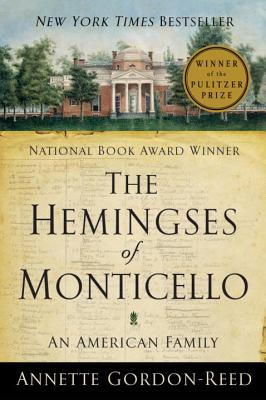 NEW YORK TIMES BESTSELLER
WINNER
of the
PULITZER
PRIZE
NATIONAL BOOK AWARD WINNER
THE
HEMINGSES
of
MONTICELLO
AN AMERICAN FAMILY
ANNETTE GORDON-REED